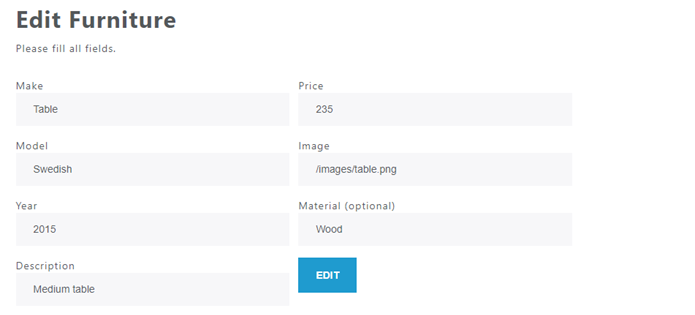 Edit Furniture
Please fill all fields.
Make
Table
Price
235
Model
Swedish
Image
/images/table.png
Year
2015
Material (optional)
Wood
Description
Medium table
EDIT